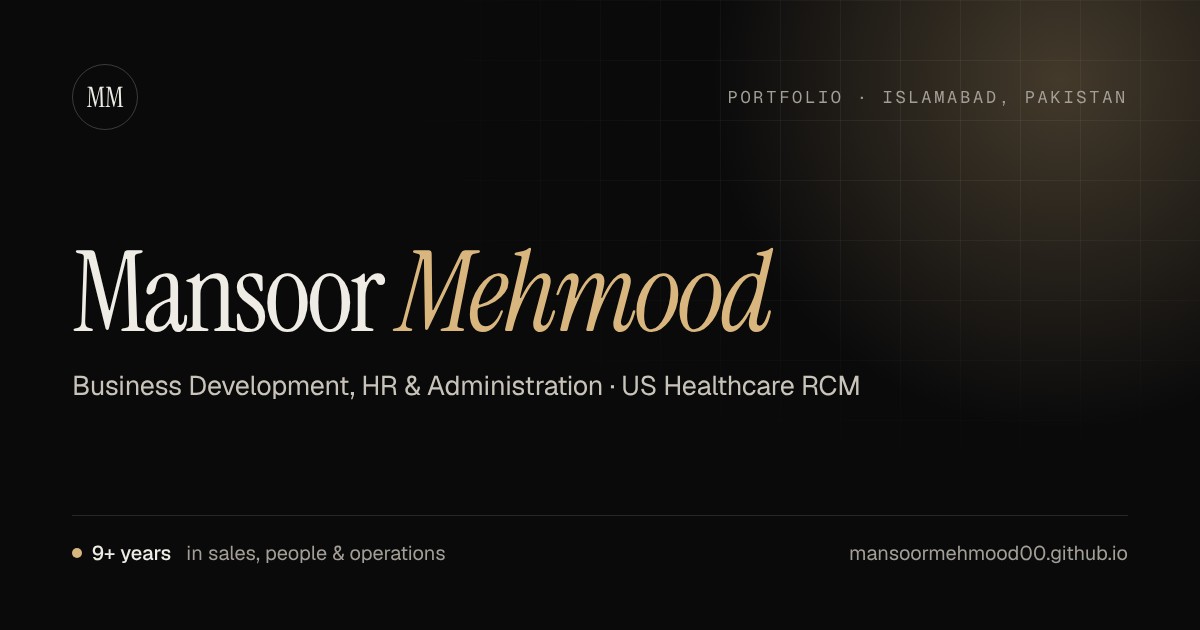 MM
PORTFOLIO · ISLAMABAD, PAKISTAN
Mansoor Mehmood
Business Development, HR & Administration · US Healthcare RCM
9+ years in sales, people & operations
mansoormehmood00.github.io